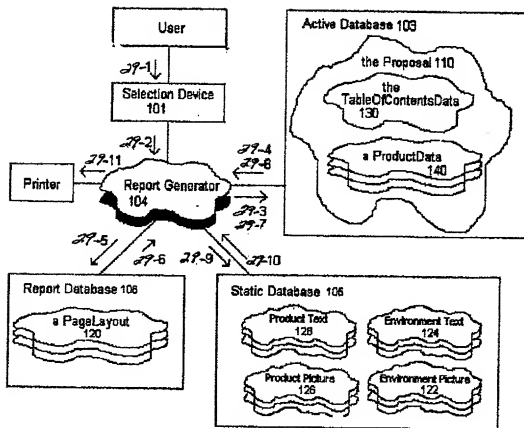 User
29-1
Selection Device
101
29-2
29-11
Printer
Report Generator
104
29-4
29-8
29-3
29-7
29-5
29-6
29-9
29-10
Active Database 103
the Proposal 110
the
TableOfContentsData
130
a ProductData
140
Report Database 106
a PageLayout
120
Static Database 105
Product Text
128
Environment Text
124
Product Picture
126
Environment Picture
122